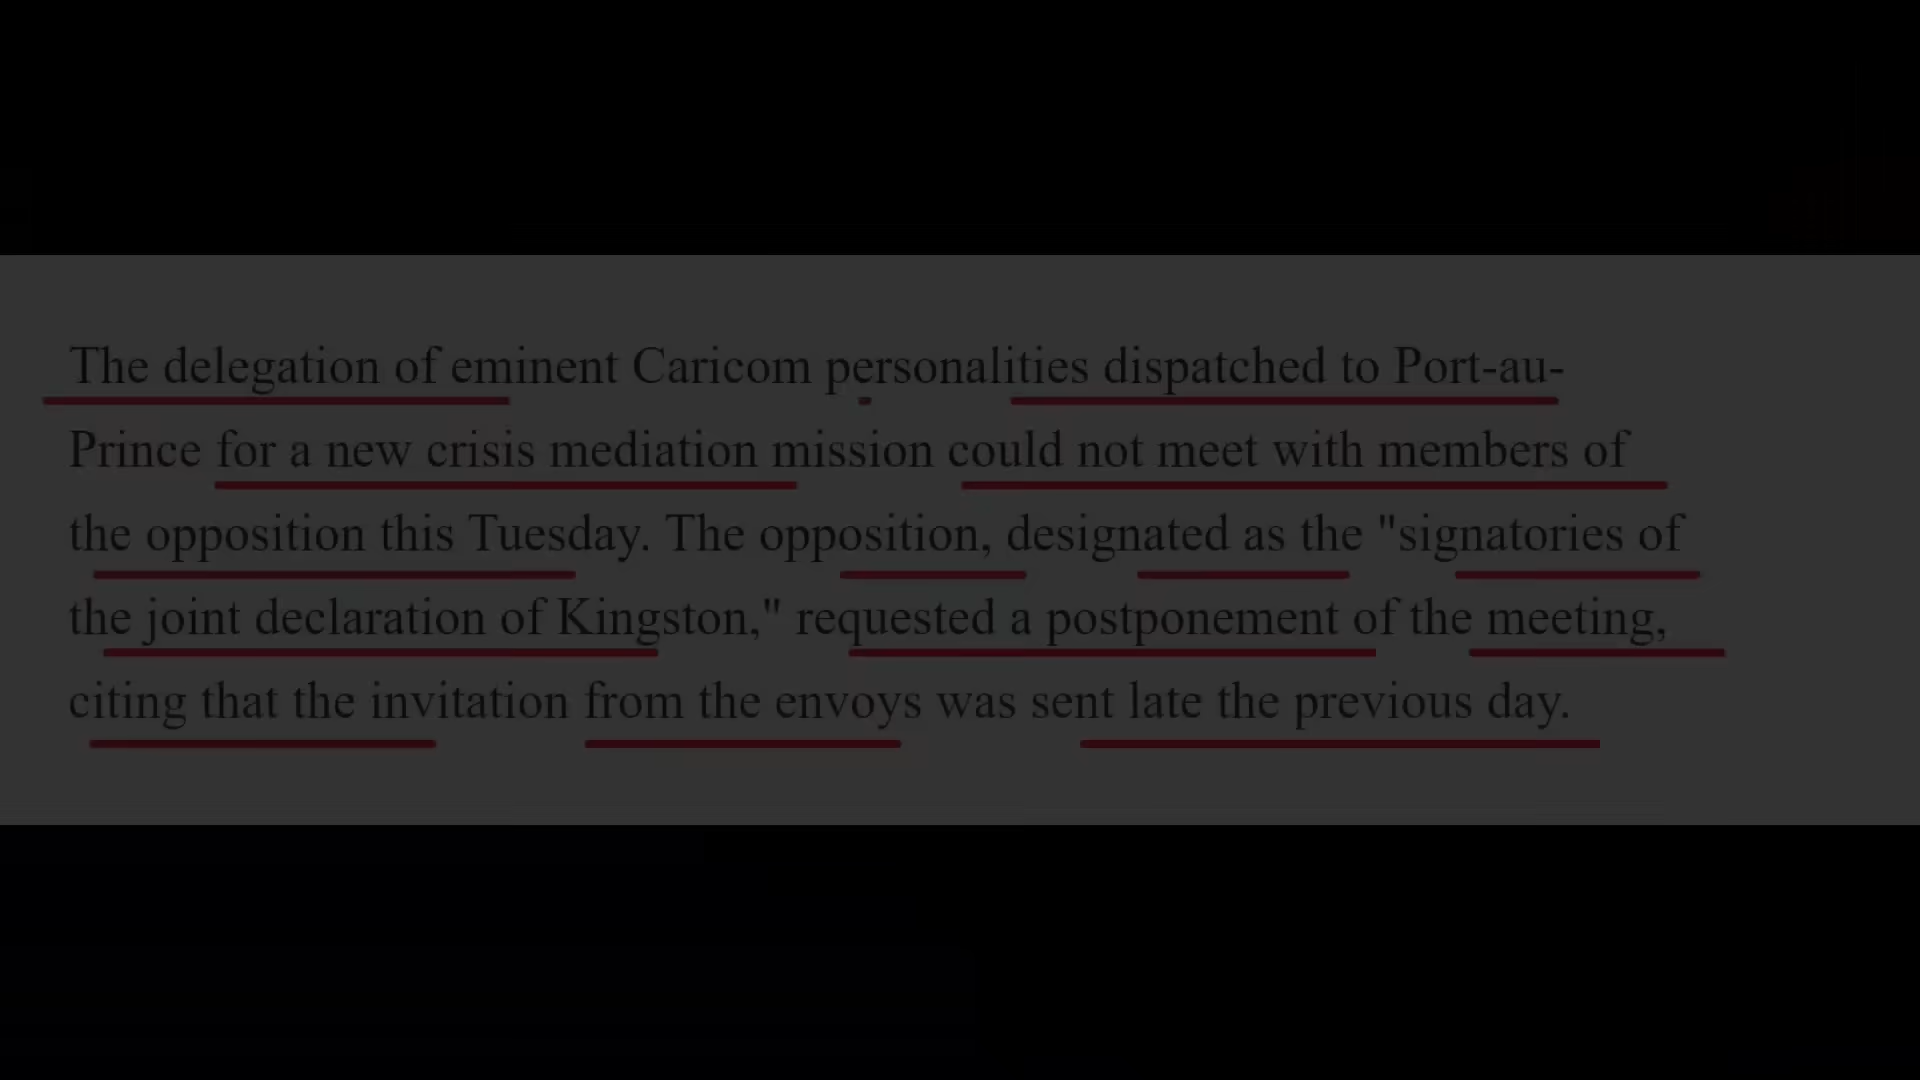 The delegation of eminent Caricom personalities dispatched to Port-au-
Prince for a new crisis mediation mission could not meet with members of
the opposition this Tuesday. The opposition, designated as the "signatories of
the joint declaration of Kingston," requested a postponement of the meeting,
citing that the invitation from the envoys was sent late the previous day.